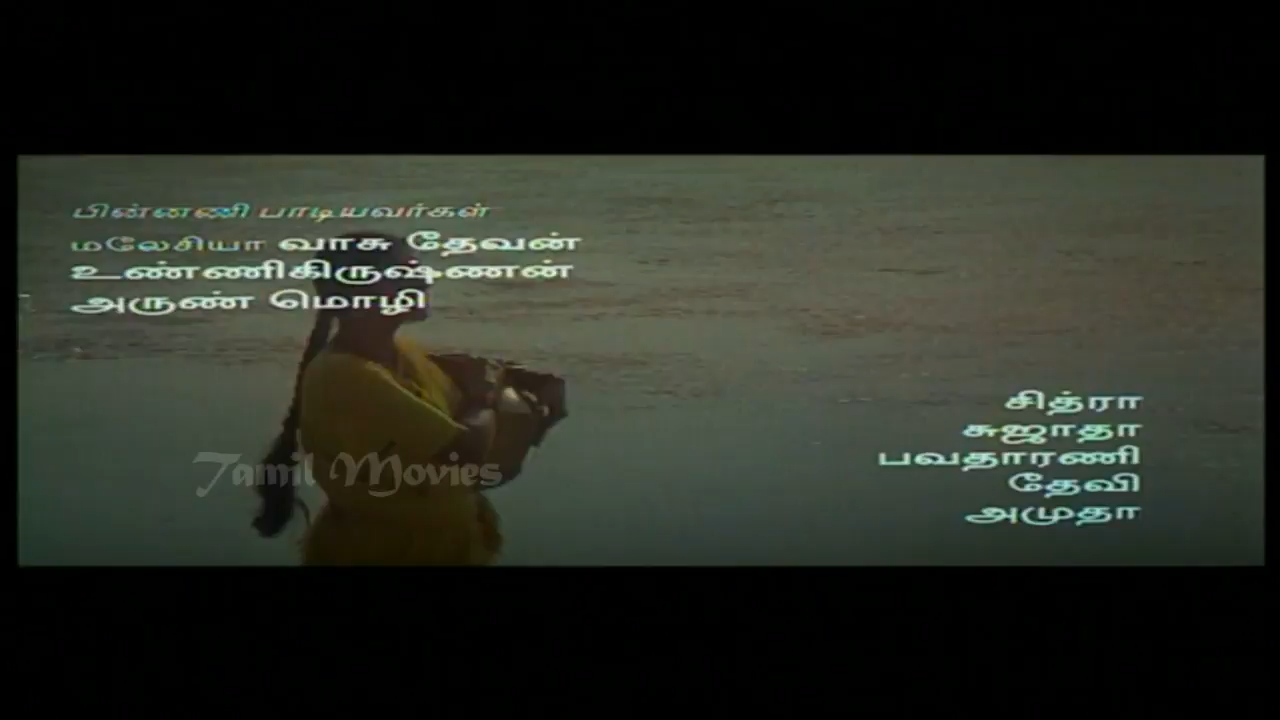 பின்னணி பாடியவர்கள்
மலேசியா வாசு தேவன்
உண்ணிகிருஷ்ணன்
அருண் மொழி
சித்ரா
சுஜாதா
பவதாரணி
தேவி
அமுதா
Tamil Movies